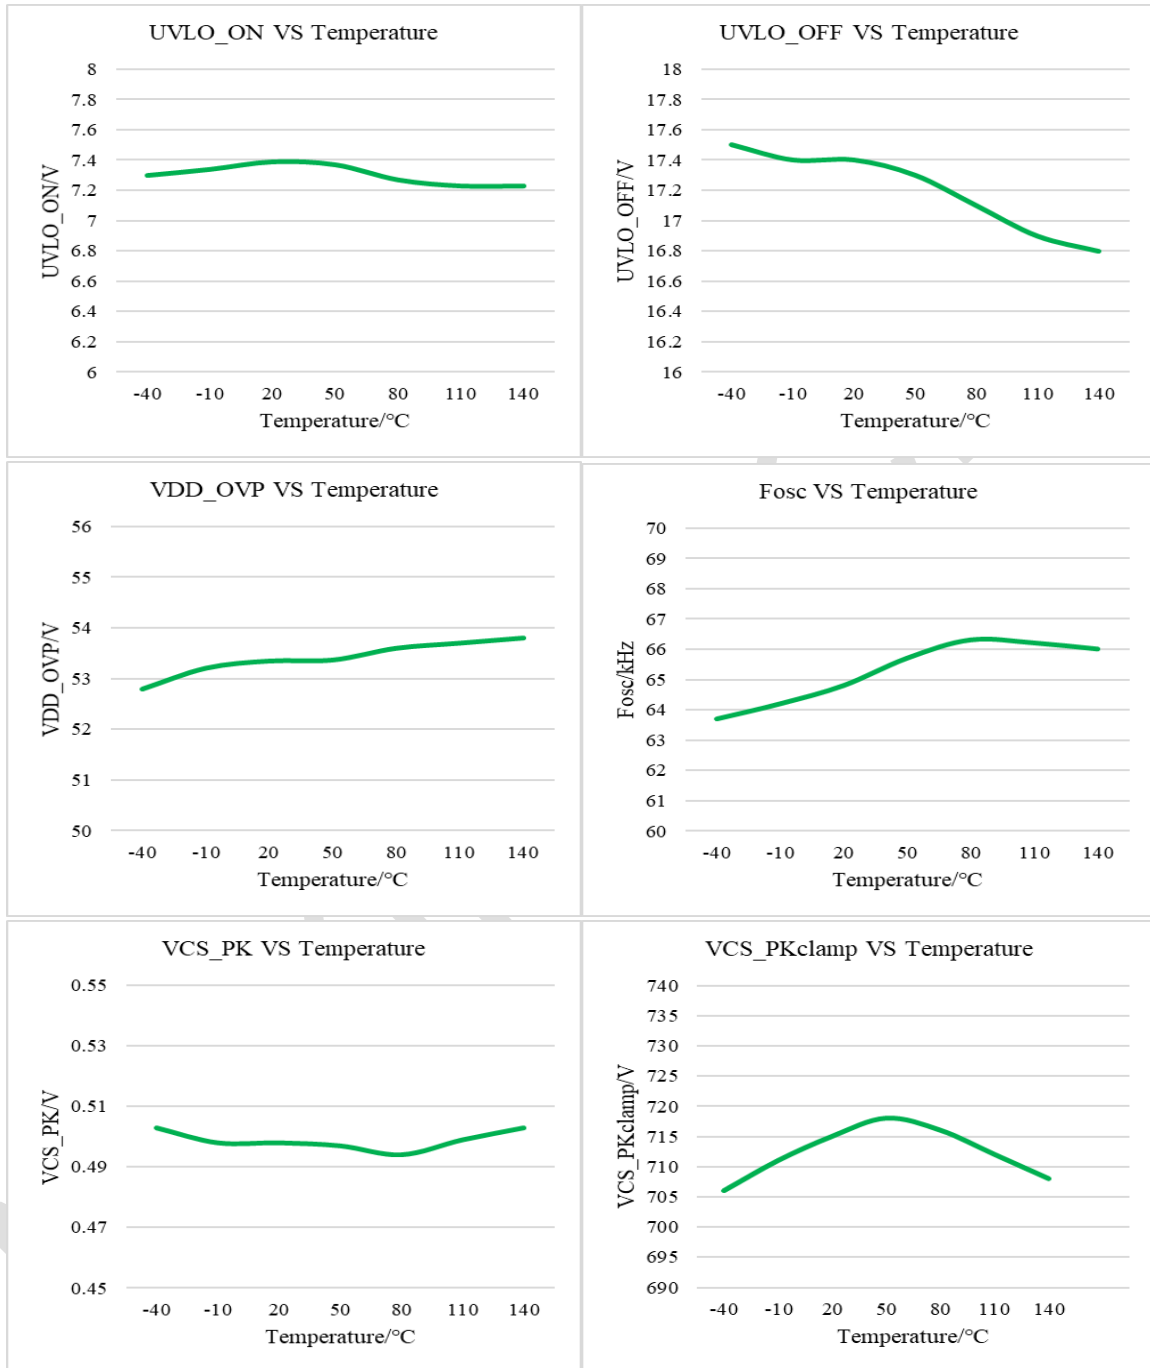 UVLO_ON VS Temperature
8
7.8
7.6
7.4
7.2
7
6.8
6.6
6.4
6.2
6
UVLO_ON/V
-40 -10 20 50 80 110 140
Temperature/°C
UVLO_OFF VS Temperature
18
17.8
17.6
17.4
17.2
17
16.8
16.6
16.4
16.2
16
UVLO_OFF/V
-40 -10 20 50 80 110 140
Temperature/°C
VDD_OVP VS Temperature
56
55
54
53
52
51
50
VDD_OVP/V
-40 -10 20 50 80 110 140
Temperature/°C
Fosc VS Temperature
70
69
68
67
66
65
64
63
62
61
60
Fosc/kHz
-40 -10 20 50 80 110 140
Temperature/°C
VCS_PK VS Temperature
0.55
0.53
0.51
0.49
0.47
0.45
VCS_PK/V
-40 -10 20 50 80 110 140
Temperature/°C
VCS_PKclamp VS Temperature
740
735
730
725
720
715
710
705
700
695
690
VCS_PKclamp/V
-40 -10 20 50 80 110 140
Temperature/°C